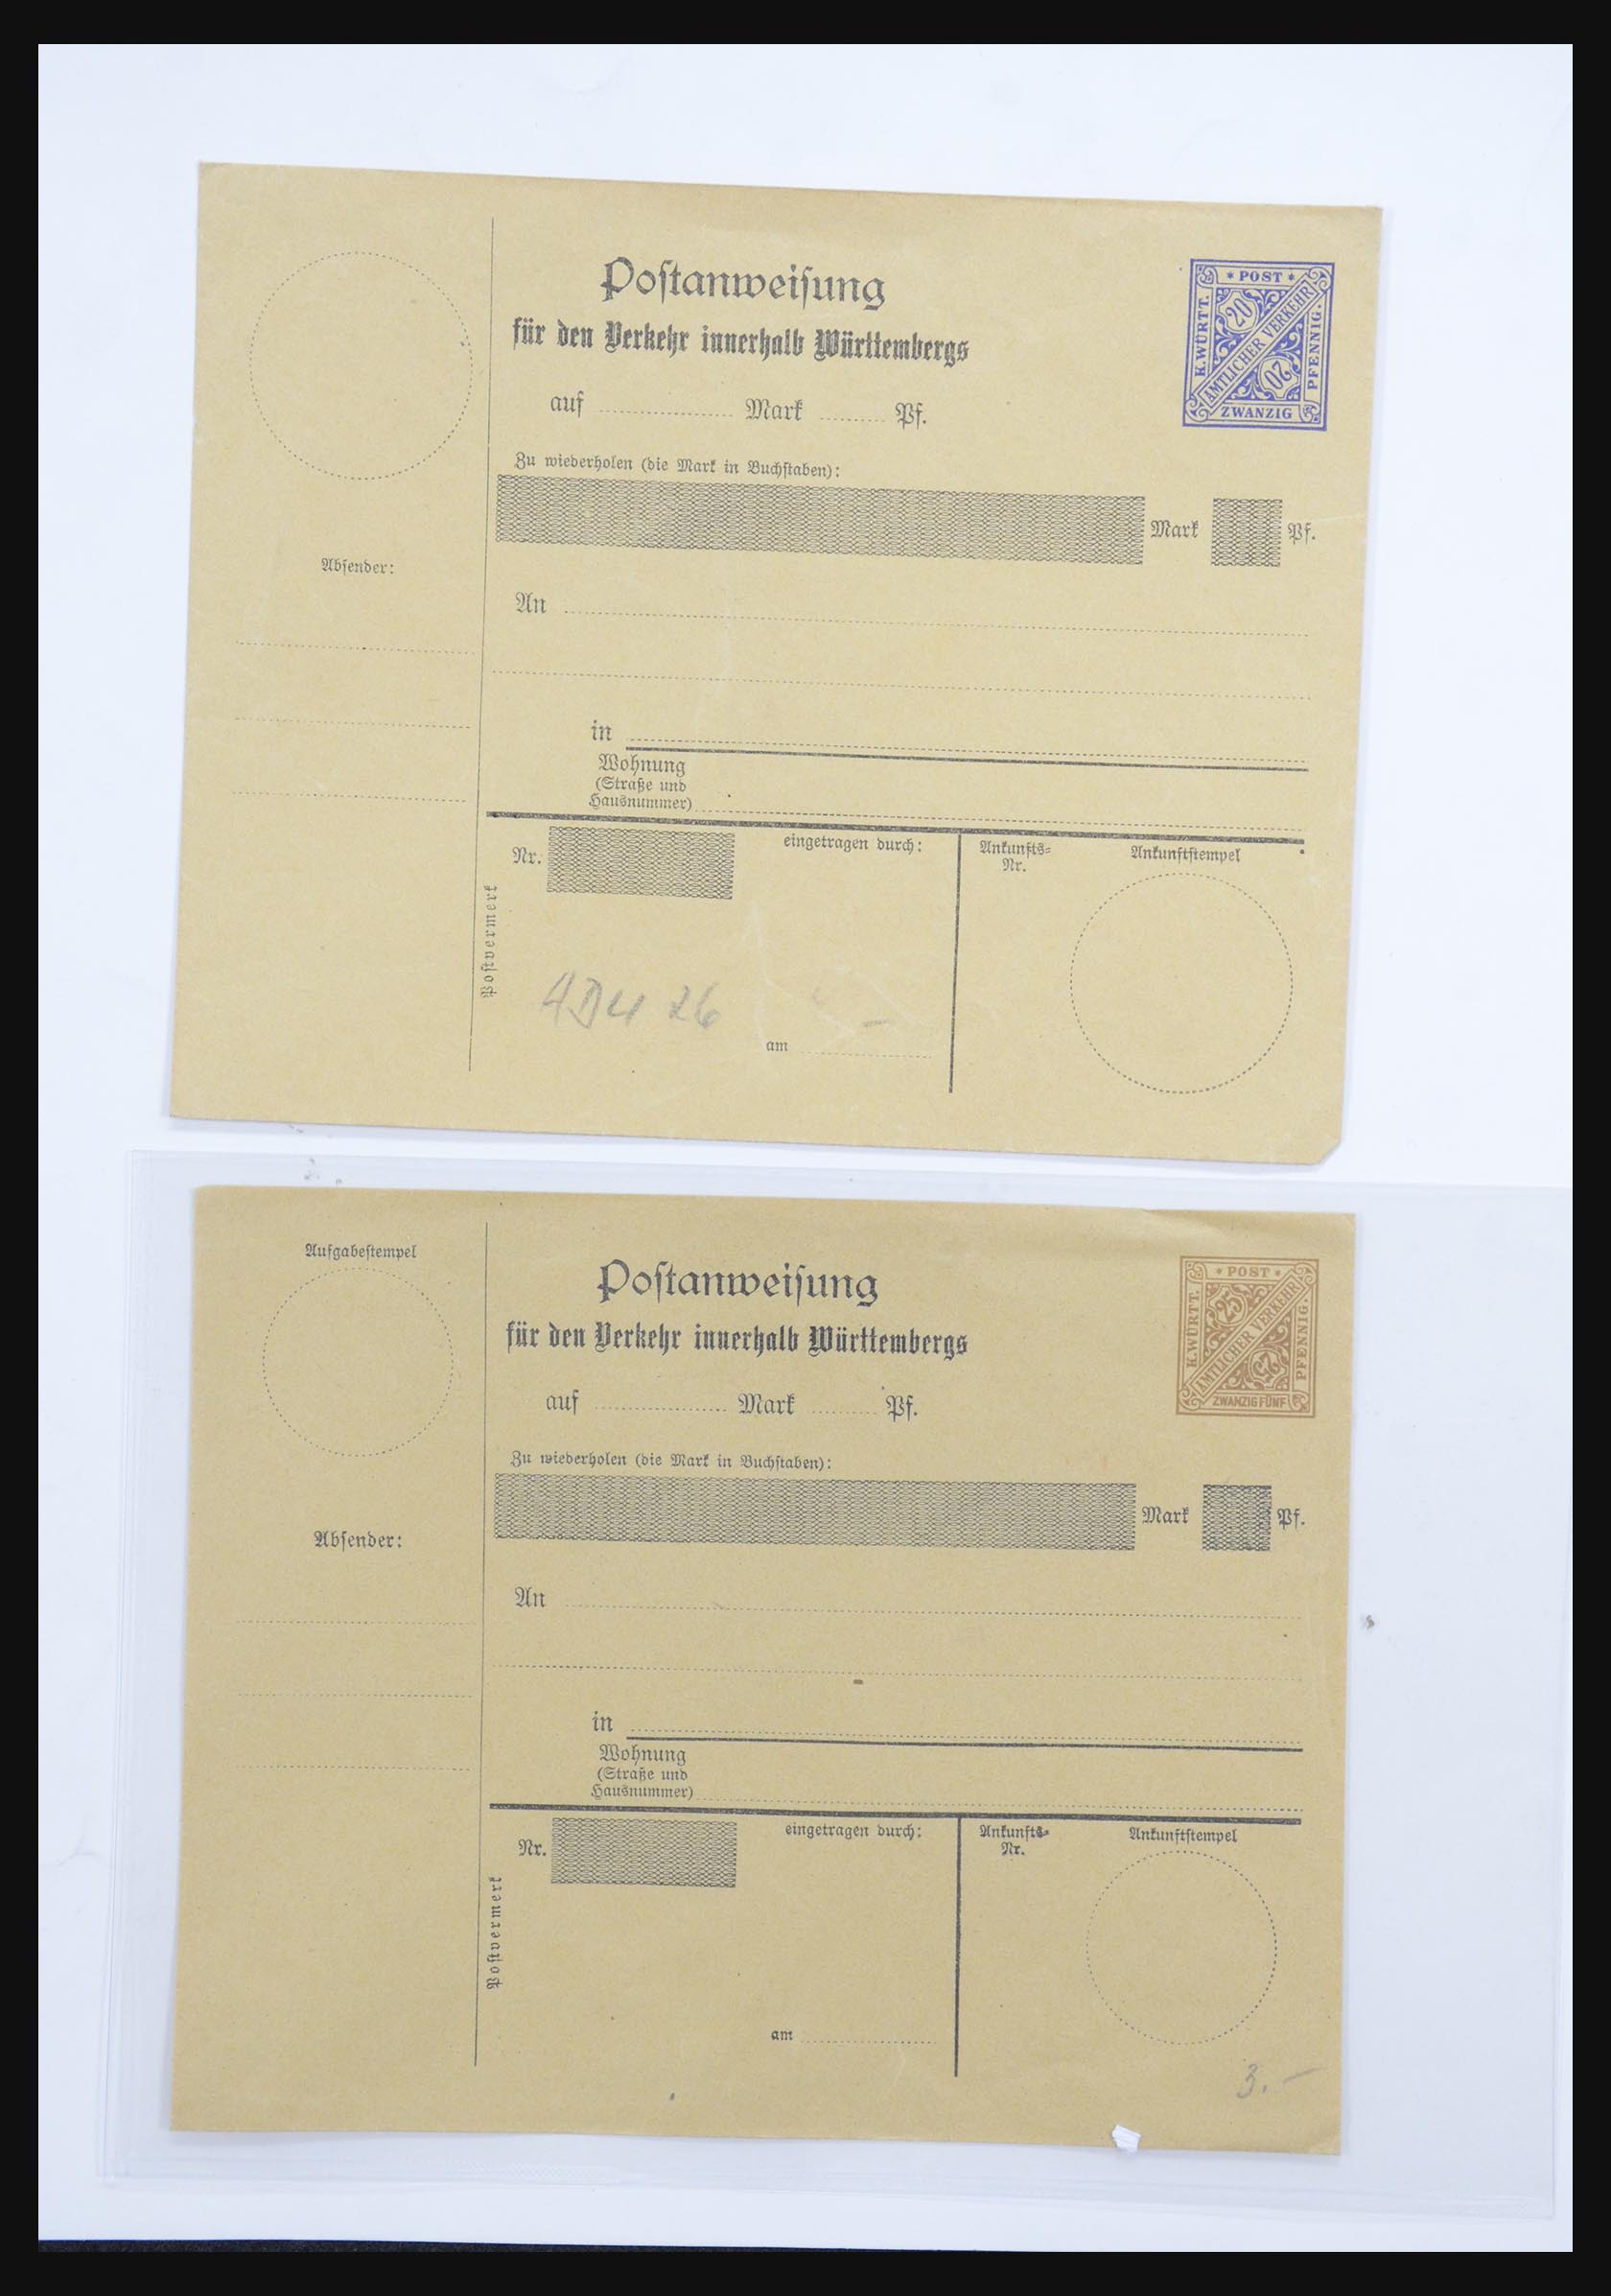 Postanweisung
für den Verkehr innerhalb Württembergs
auf Mark Pf.
* POST *
K.WÜRTT.
20
AMTLICHER VERKEHR
20
PFENNIG.
ZWANZIG
Zu wiederholen (die Mark in Buchstaben):
Mark Pf.
Absender:
An
in
Wohnung
(Straße und
Hausnummer)
Nr.
eingetragen durch:
Ankunfts-
Nr.
Ankunftstempel
Postvermerk
26
am
Aufgabestempel
Postanweisung
für den Verkehr innerhalb Württembergs
auf Mark Pf.
* POST *
K.WÜRTT.
25
AMTLICHER VERKEHR
25
PFENNIG.
ZWANZIG FÜNF
Zu wiederholen (die Mark in Buchstaben):
Mark Pf.
Absender:
An
in
Wohnung
(Straße und
Hausnummer)
Nr.
eingetragen durch:
Ankunfts-
Nr.
Ankunftstempel
Postvermerk
am
3.-